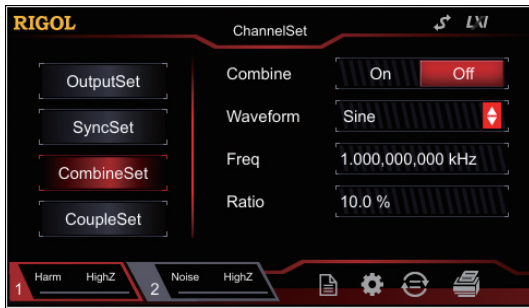 RIGOL
ChannelSet
LXI
OutputSet
SyncSet
CombineSet
CoupleSet
Combine On Off
Waveform Sine
Freq 1.000,000,000 kHz
Ratio 10.0 %
1 Harm HighZ 2 Noise HighZ